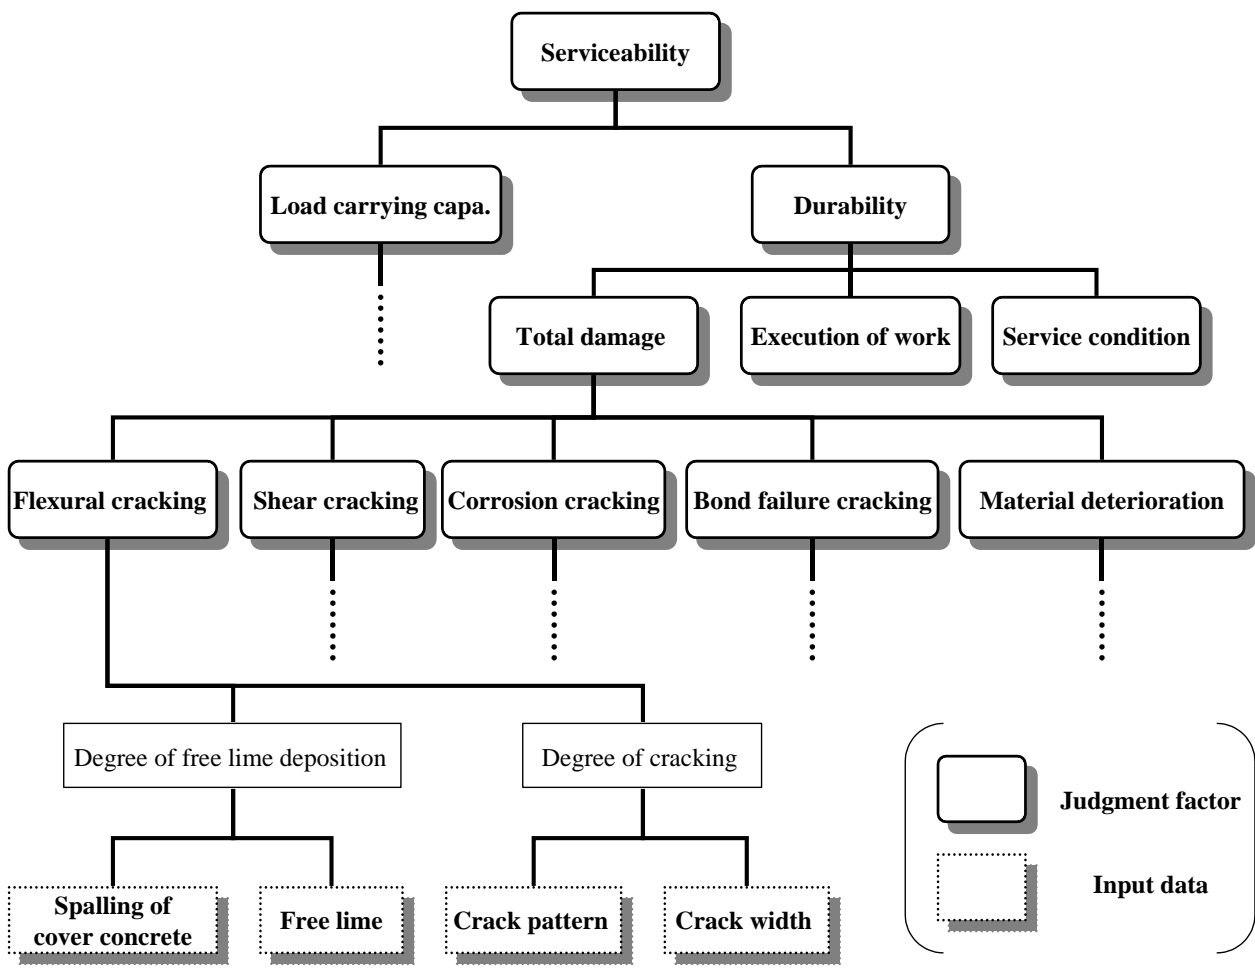 Serviceability
Load carrying capa.
Durability
Total damage
Execution of work
Service condition
Flexural cracking
Shear cracking
Corrosion cracking
Bond failure cracking
Material deterioration
Degree of free lime deposition
Degree of cracking
Judgment factor
Input data
Spalling of
cover concrete
Free lime
Crack pattern
Crack width